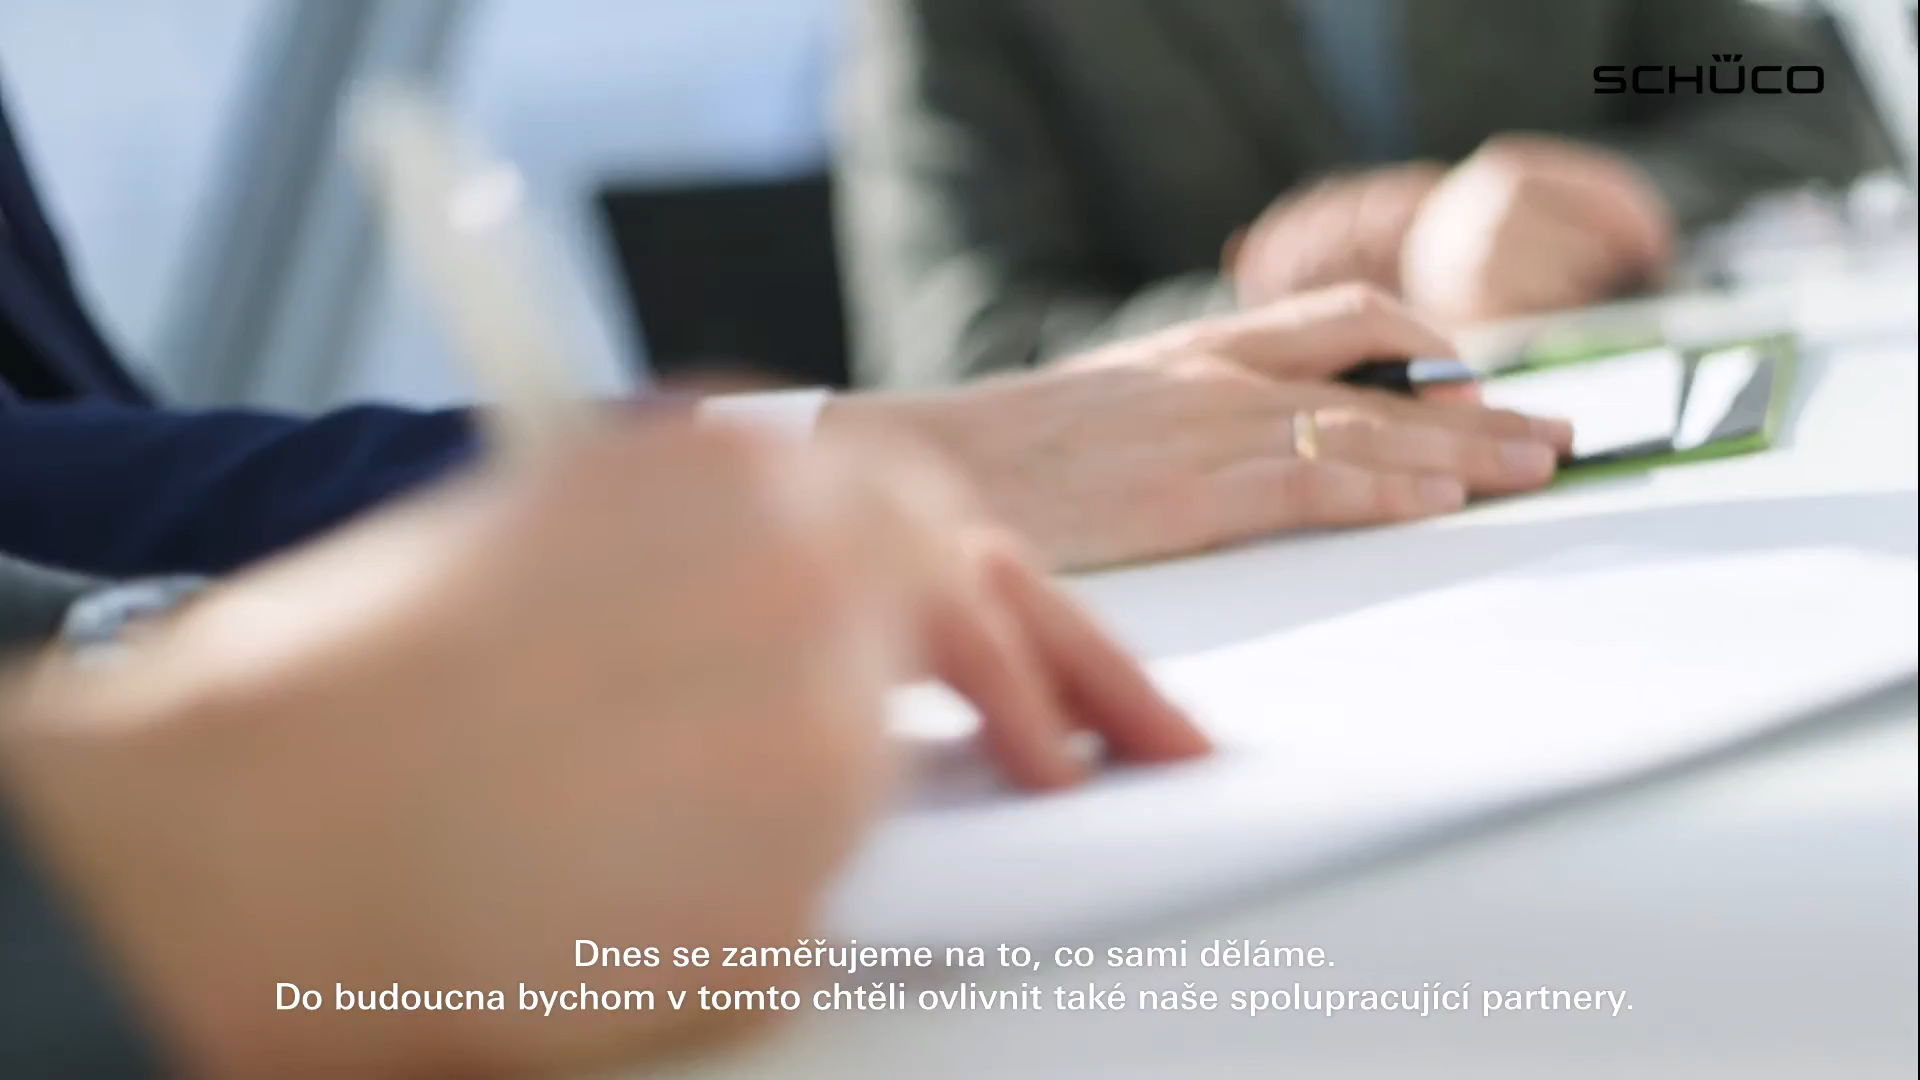 SCHÜCO
Dnes se zaměřujeme na to, co sami děláme.
Do budoucna bychom v tomto chtěli ovlivnit také naše spolupracující partnery.